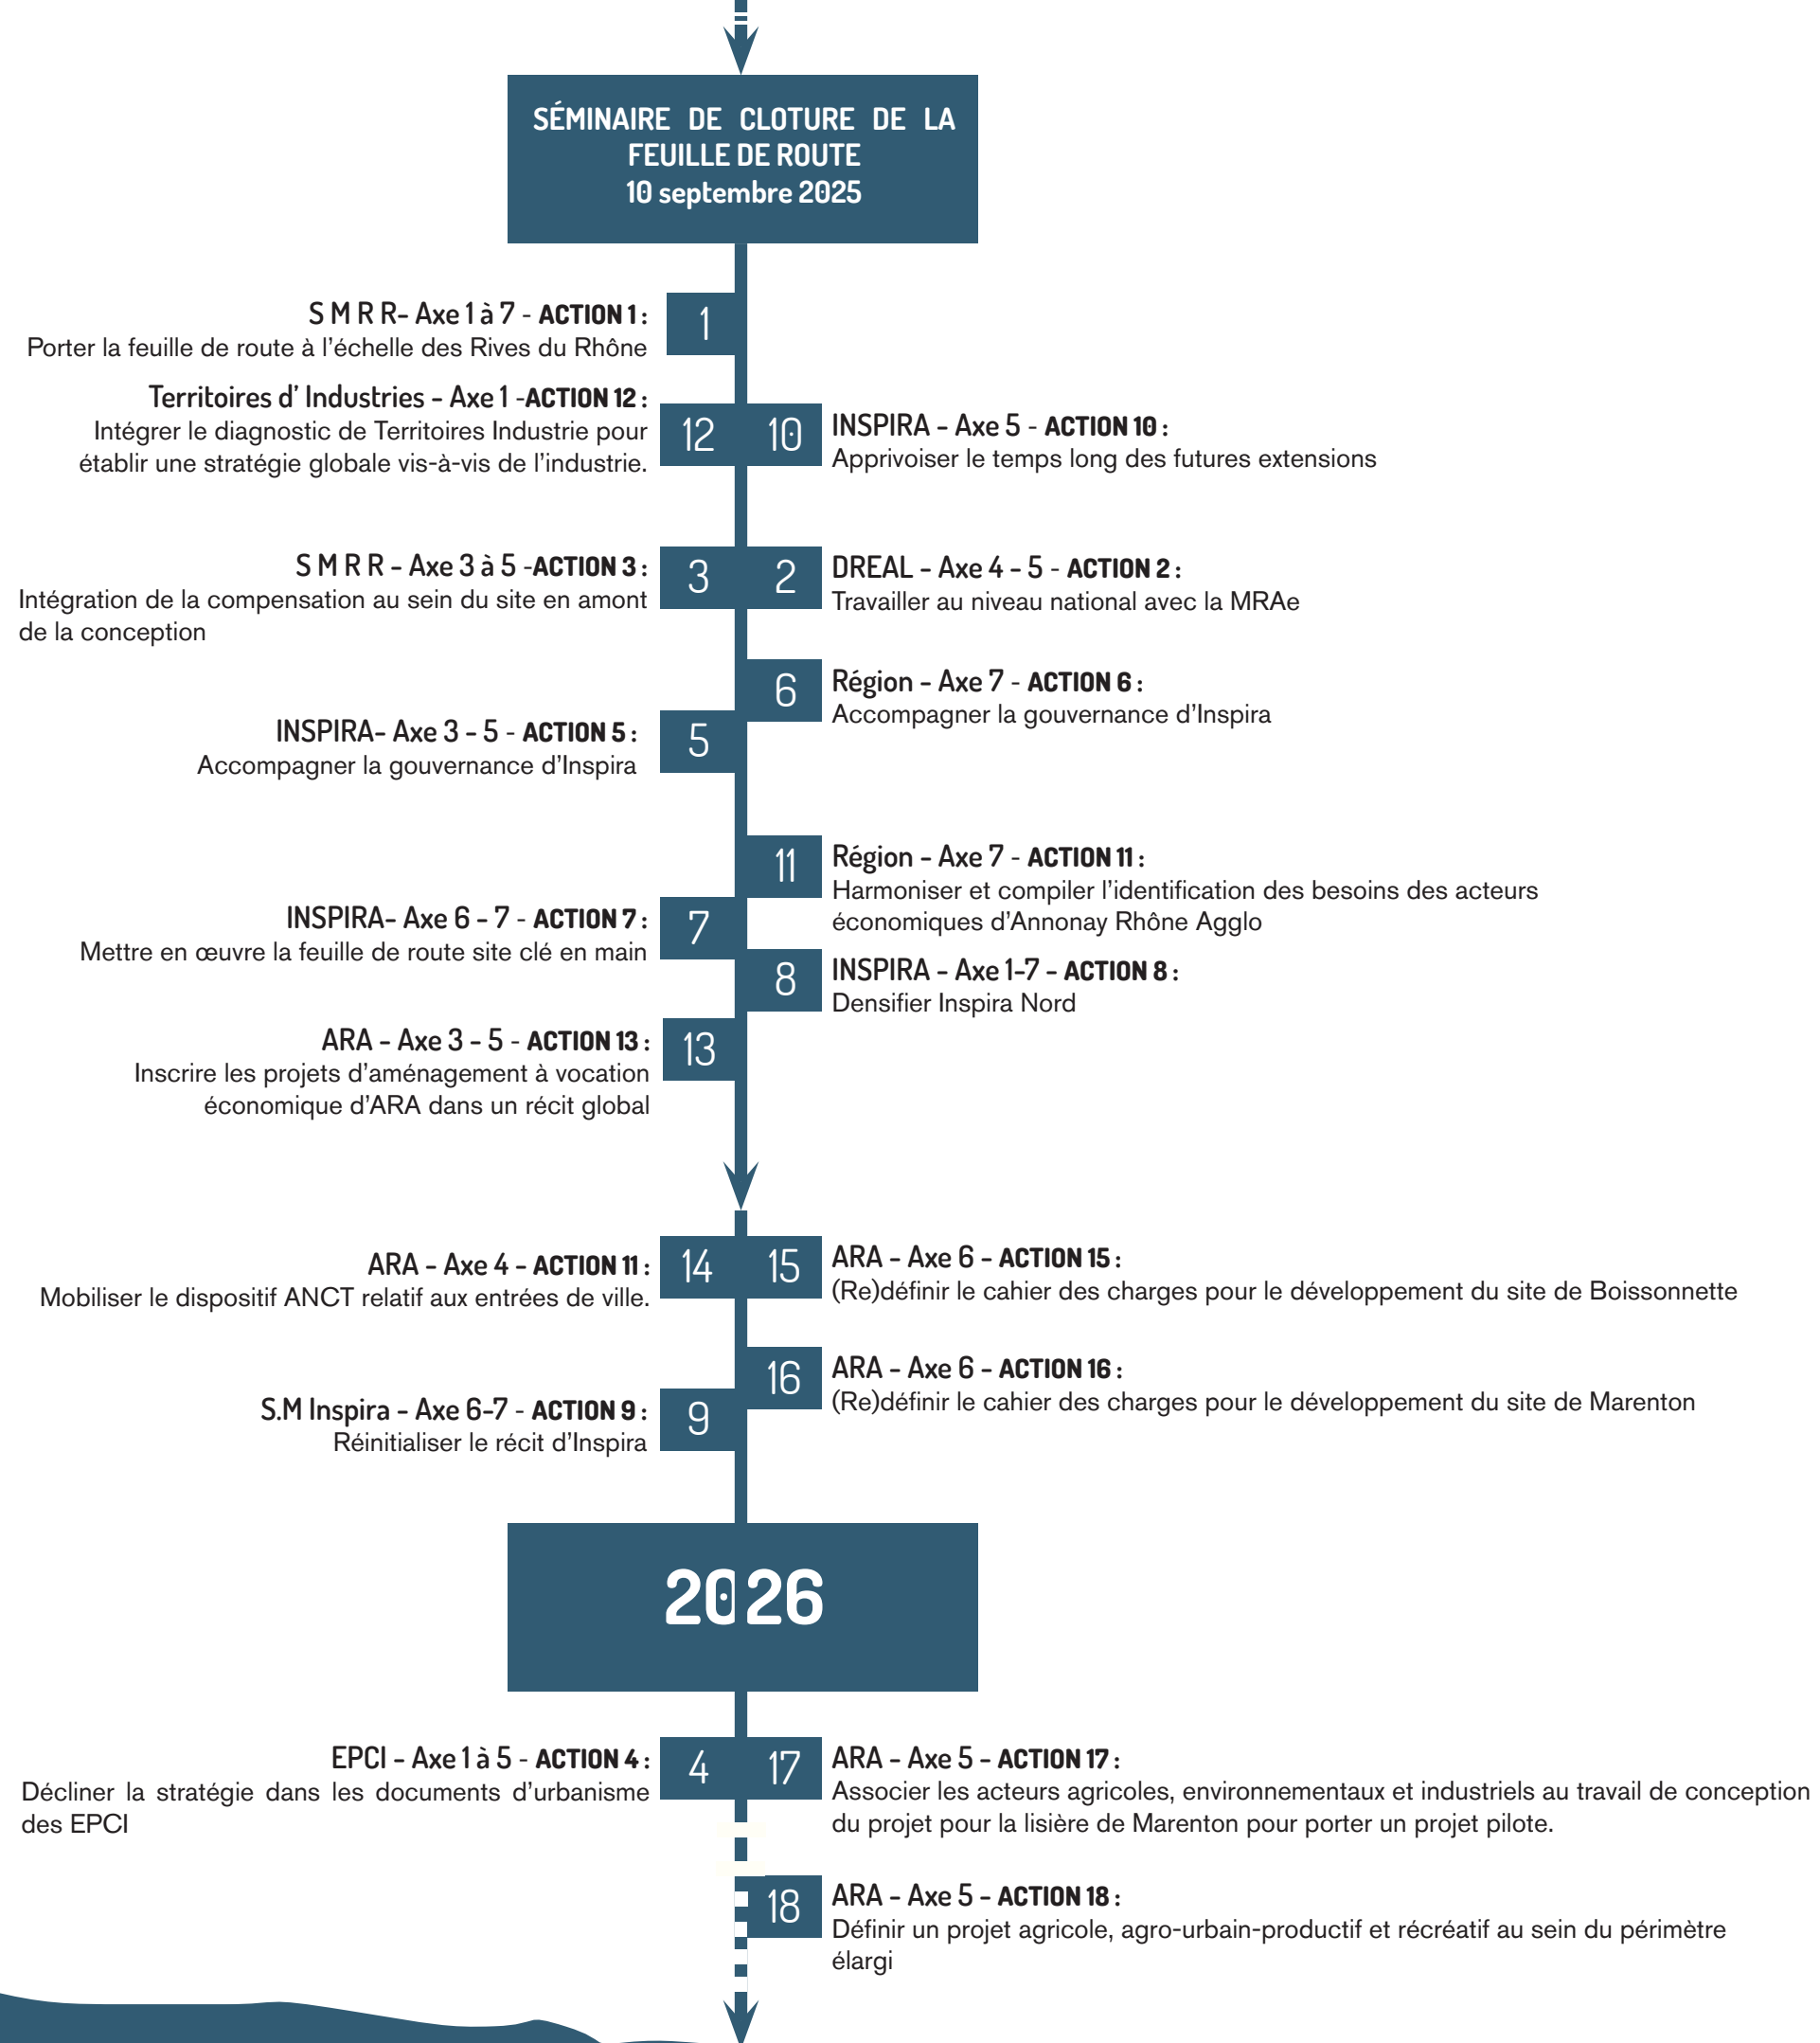 SÉMINAIRE DE CLOTURE DE LA
FEUILLE DE ROUTE
10 septembre 2025
1
S M R R- Axe 1 à 7 - ACTION 1 :
Porter la feuille de route à l'échelle des Rives du Rhône
12
Territoires d' Industries - Axe 1 -ACTION 12 :
Intégrer le diagnostic de Territoires Industrie pour
établir une stratégie globale vis-à-vis de l'industrie.
10
INSPIRA - Axe 5 - ACTION 10 :
Apprivoiser le temps long des futures extensions
3
S M R R - Axe 3 à 5 -ACTION 3 :
Intégration de la compensation au sein du site en amont
de la conception
2
DREAL - Axe 4 - 5 - ACTION 2 :
Travailler au niveau national avec la MRAe
6
Région - Axe 7 - ACTION 6 :
Accompagner la gouvernance d'Inspira
5
INSPIRA- Axe 3 - 5 - ACTION 5 :
Accompagner la gouvernance d'Inspira
11
Région - Axe 7 - ACTION 11 :
Harmoniser et compiler l'identification des besoins des acteurs
économiques d'Annonay Rhône Agglo
7
INSPIRA- Axe 6 - 7 - ACTION 7 :
Mettre en œuvre la feuille de route site clé en main
8
INSPIRA - Axe 1-7 - ACTION 8 :
Densifier Inspira Nord
13
ARA - Axe 3 - 5 - ACTION 13 :
Inscrire les projets d'aménagement à vocation
économique d'ARA dans un récit global
14
ARA - Axe 4 - ACTION 11 :
Mobiliser le dispositif ANCT relatif aux entrées de ville.
15
ARA - Axe 6 - ACTION 15 :
(Re)définir le cahier des charges pour le développement du site de Boissonnette
16
ARA - Axe 6 - ACTION 16 :
(Re)définir le cahier des charges pour le développement du site de Marenton
9
S.M Inspira - Axe 6-7 - ACTION 9 :
Réinitialiser le récit d'Inspira
2026
4
EPCI - Axe 1 à 5 - ACTION 4 :
Décliner la stratégie dans les documents d'urbanisme
des EPCI
17
ARA - Axe 5 - ACTION 17 :
Associer les acteurs agricoles, environnementaux et industriels au travail de conception
du projet pour la lisière de Marenton pour porter un projet pilote.
18
ARA - Axe 5 - ACTION 18 :
Définir un projet agricole, agro-urbain-productif et récréatif au sein du périmètre
élargi